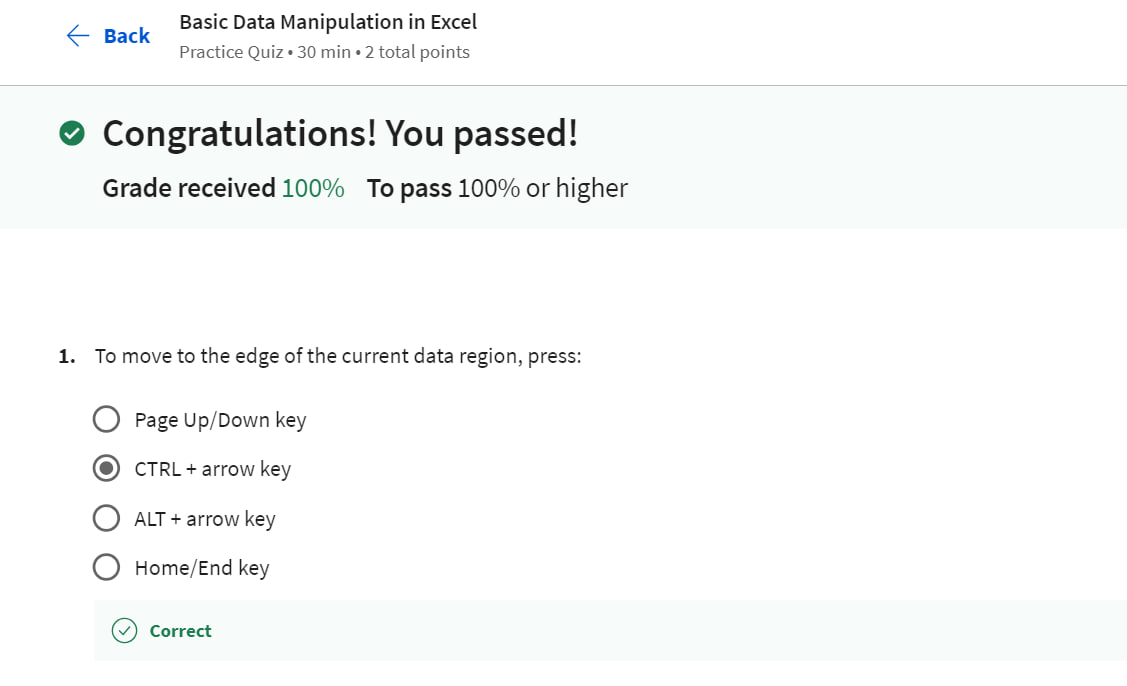 Back
Basic Data Manipulation in Excel
Practice Quiz • 30 min • 2 total points
Congratulations! You passed!
Grade received 100% To pass 100% or higher
1. To move to the edge of the current data region, press:
Page Up/Down key
CTRL + arrow key
ALT + arrow key
Home/End key
Correct